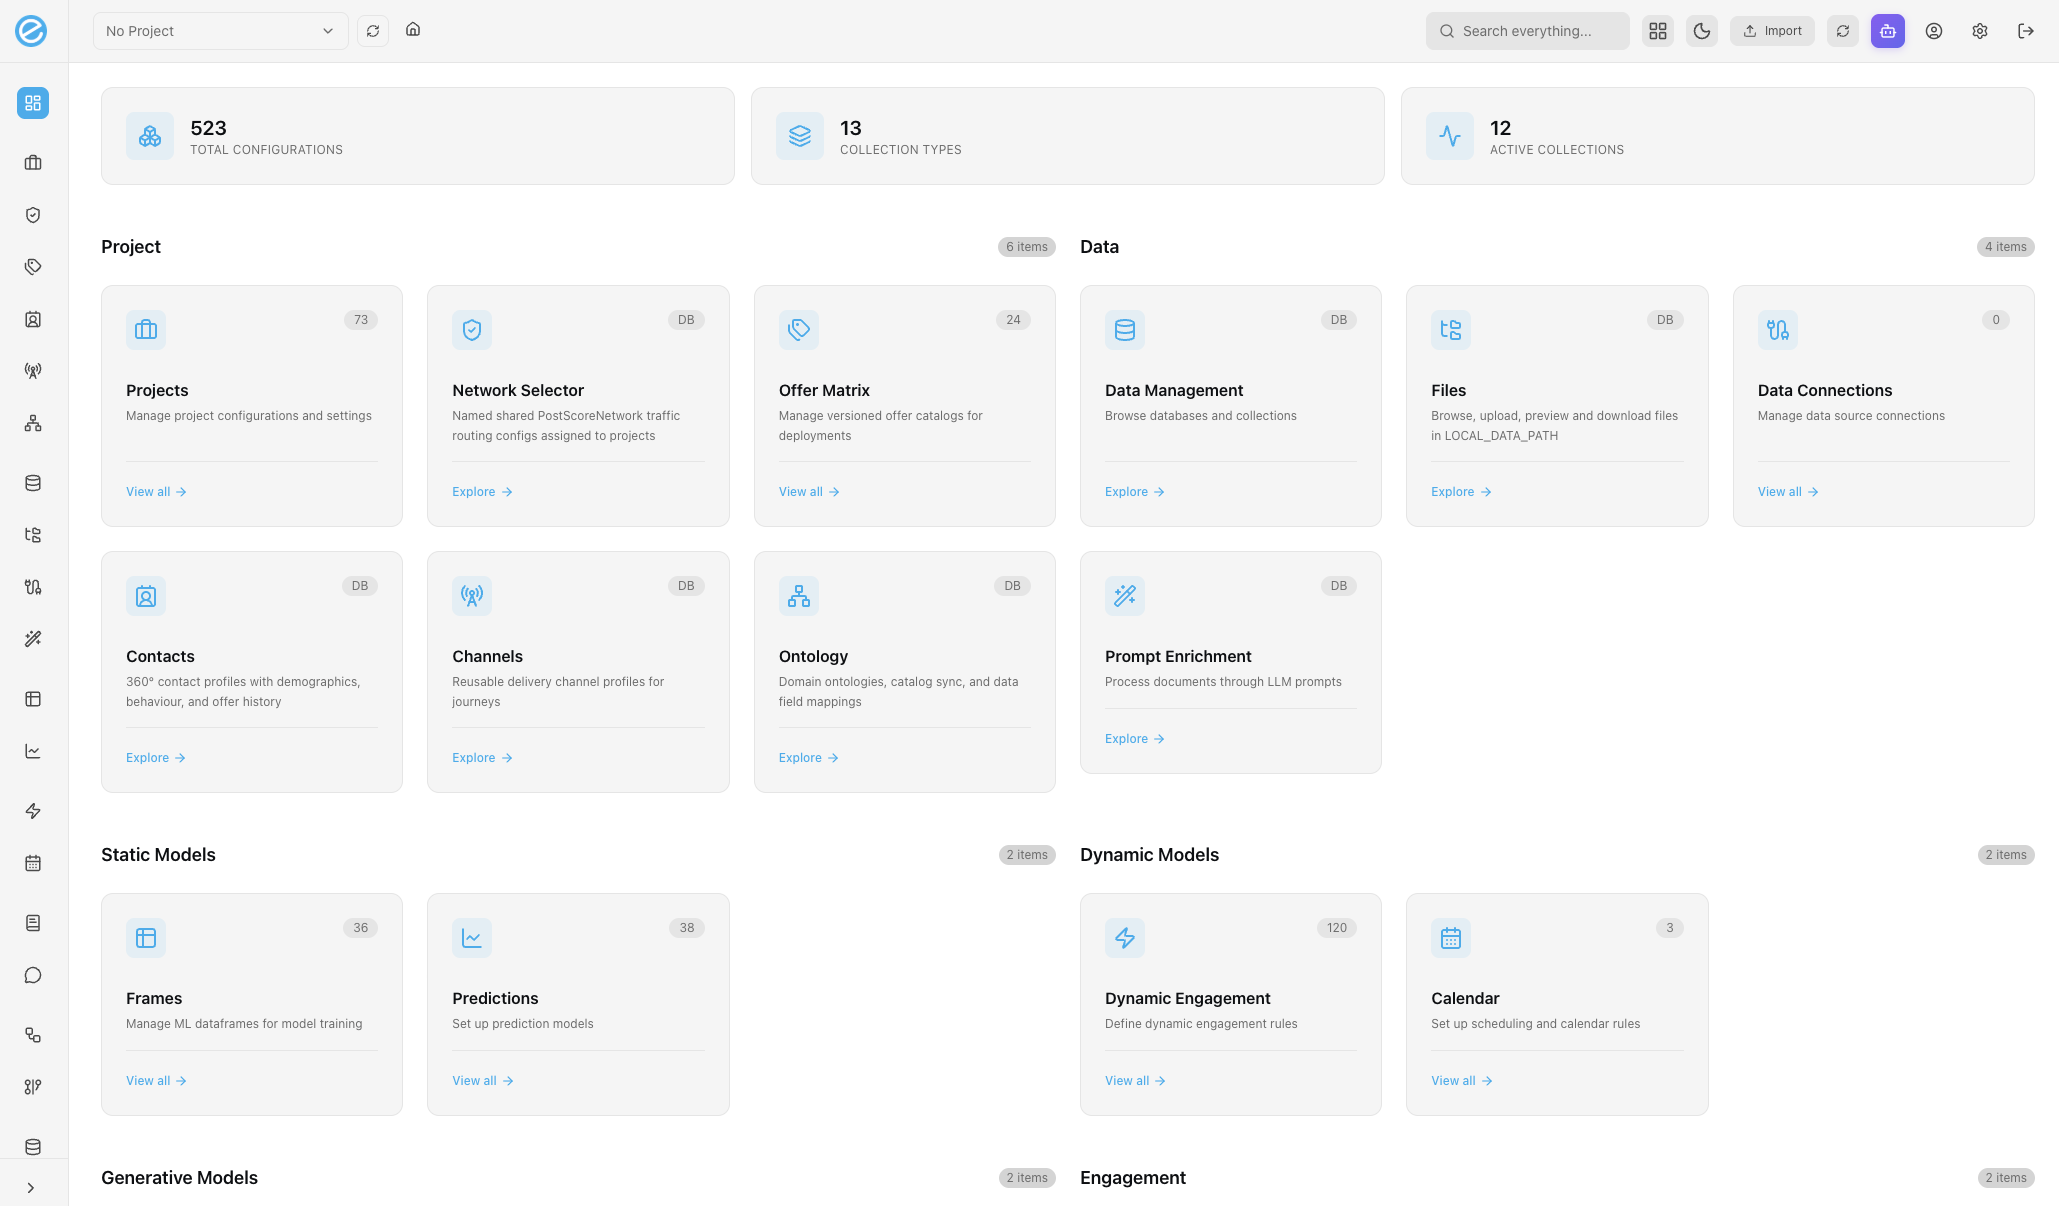 No Project
Search everything...
Import
523
TOTAL CONFIGURATIONS
13
COLLECTION TYPES
12
ACTIVE COLLECTIONS
Project
6 items
73
Projects
Manage project configurations and settings
View all
DB
Network Selector
Named shared PostScoreNetwork traffic
routing configs assigned to projects
Explore
24
Offer Matrix
Manage versioned offer catalogs for
deployments
View all
DB
Contacts
360° contact profiles with demographics,
behaviour, and offer history
Explore
DB
Channels
Reusable delivery channel profiles for
journeys
Explore
DB
Ontology
Domain ontologies, catalog sync, and data
field mappings
Explore
Data
4 items
DB
Data Management
Browse databases and collections
Explore
DB
Files
Browse, upload, preview and download files
in LOCAL_DATA_PATH
Explore
0
Data Connections
Manage data source connections
View all
DB
Prompt Enrichment
Process documents through LLM prompts
Explore
Static Models
2 items
36
Frames
Manage ML dataframes for model training
View all
38
Predictions
Set up prediction models
View all
Dynamic Models
2 items
120
Dynamic Engagement
Define dynamic engagement rules
View all
3
Calendar
Set up scheduling and calendar rules
View all
Generative Models
2 items
Engagement
2 items